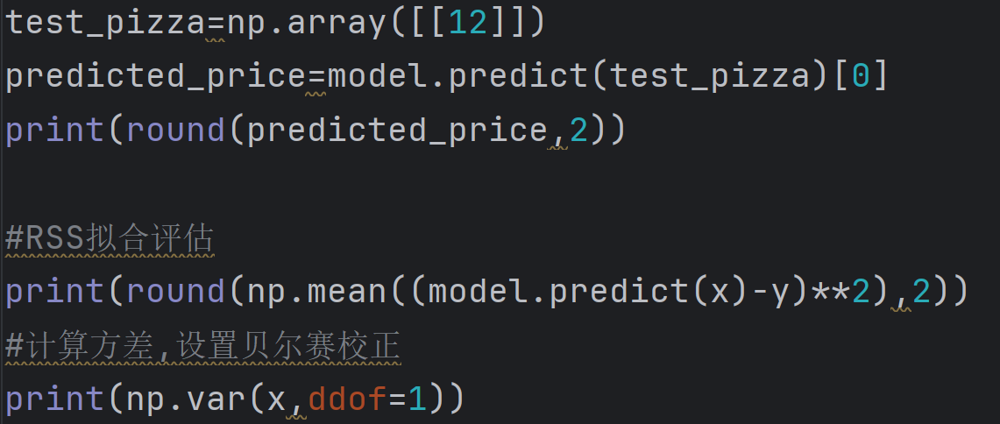 test_pizza=np.array([[12]])
predicted_price=model.predict(test_pizza)[0]
print(round(predicted_price,2))
#RSS拟合评估
print(round(np.mean((model.predict(x)-y)**2),2))
#计算方差,设置贝尔赛校正
print(np.var(x,ddof=1))